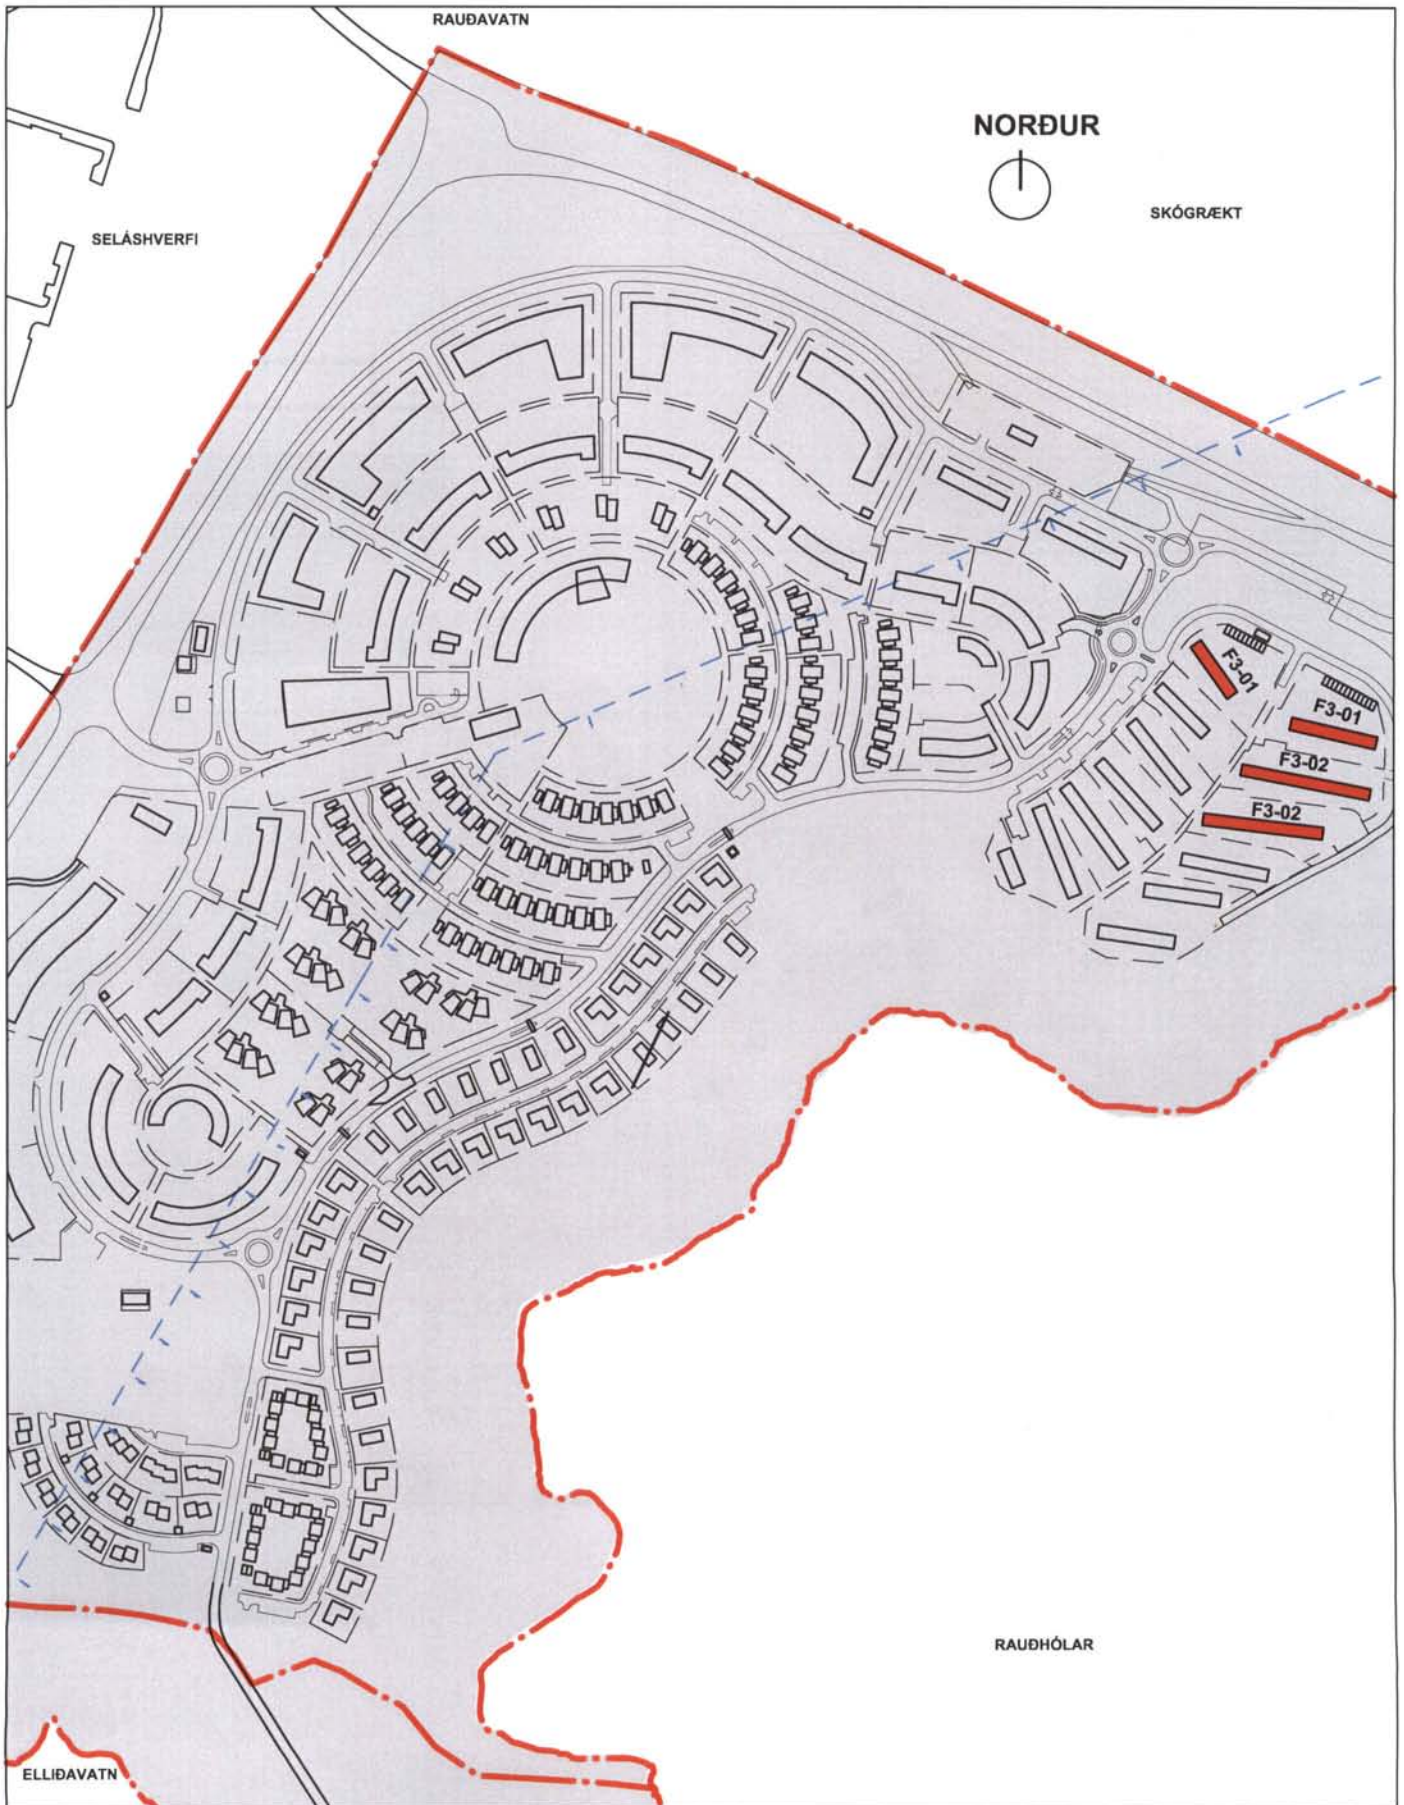 RAUÐAVATN
NORÐUR
SKÓGRÆKT
SELÁSHVERFI
F3-01
F3-01
F3-02
F3-02
RAUÐHÓLAR
ELLIÐAVATN